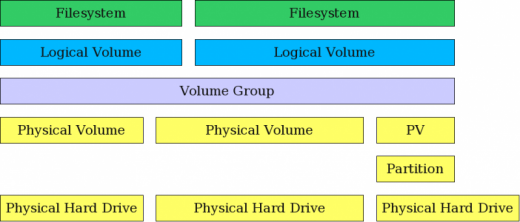 Filesystem Filesystem
Logical Volume Logical Volume
Volume Group
Physical Volume Physical Volume PV
Partition
Physical Hard Drive Physical Hard Drive Physical Hard Drive